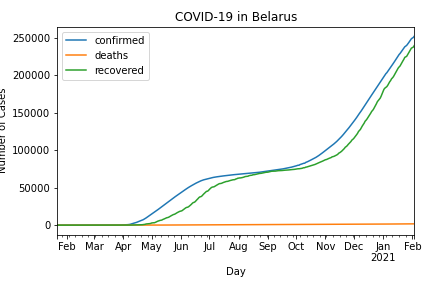 COVID-19 in Belarus
confirmed
deaths
recovered
250000
200000
150000
100000
50000
0
Number of Cases
Feb Mar Apr May Jun Jul Aug Sep Oct Nov Dec Jan Feb
2021
Day